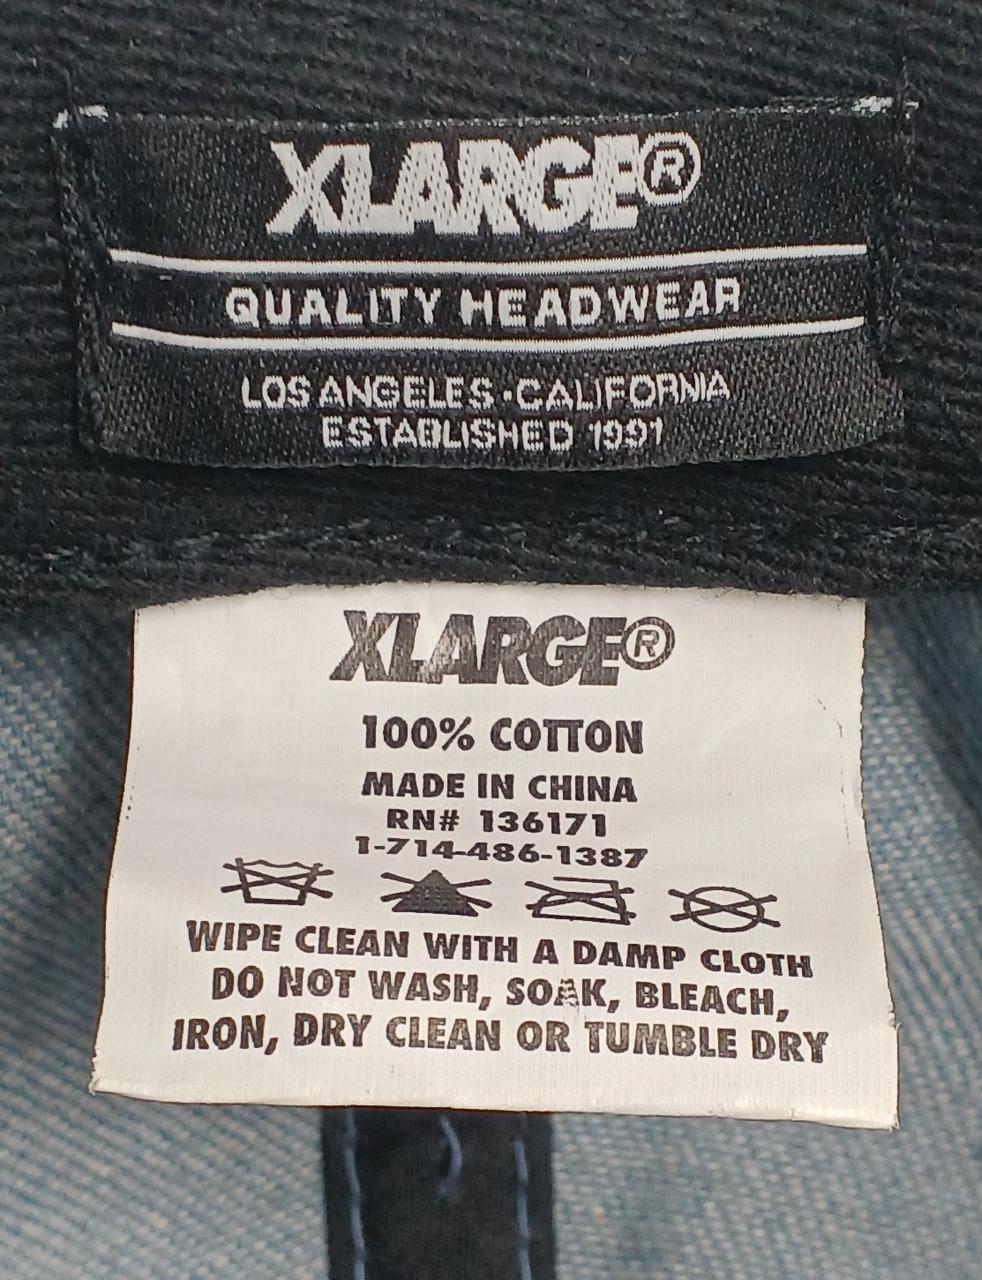 XLARGE®
QUALITY HEADWEAR
LOS ANGELES · CALIFORNIA
ESTABLISHED 1991
XLARGE®
100% COTTON
MADE IN CHINA
RN# 136171
1-714-486-1387
WIPE CLEAN WITH A DAMP CLOTH
DO NOT WASH, SOAK, BLEACH,
IRON, DRY CLEAN OR TUMBLE DRY